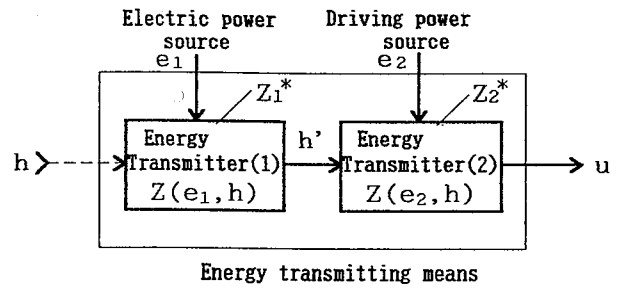 Electric power source
Driving power source
e₁
e₂
Z₁*
Z₂*
h
Energy Transmitter(1)
Z(e₁,h)
h'
Energy Transmitter(2)
Z(e₂,h)
u
Energy transmitting means